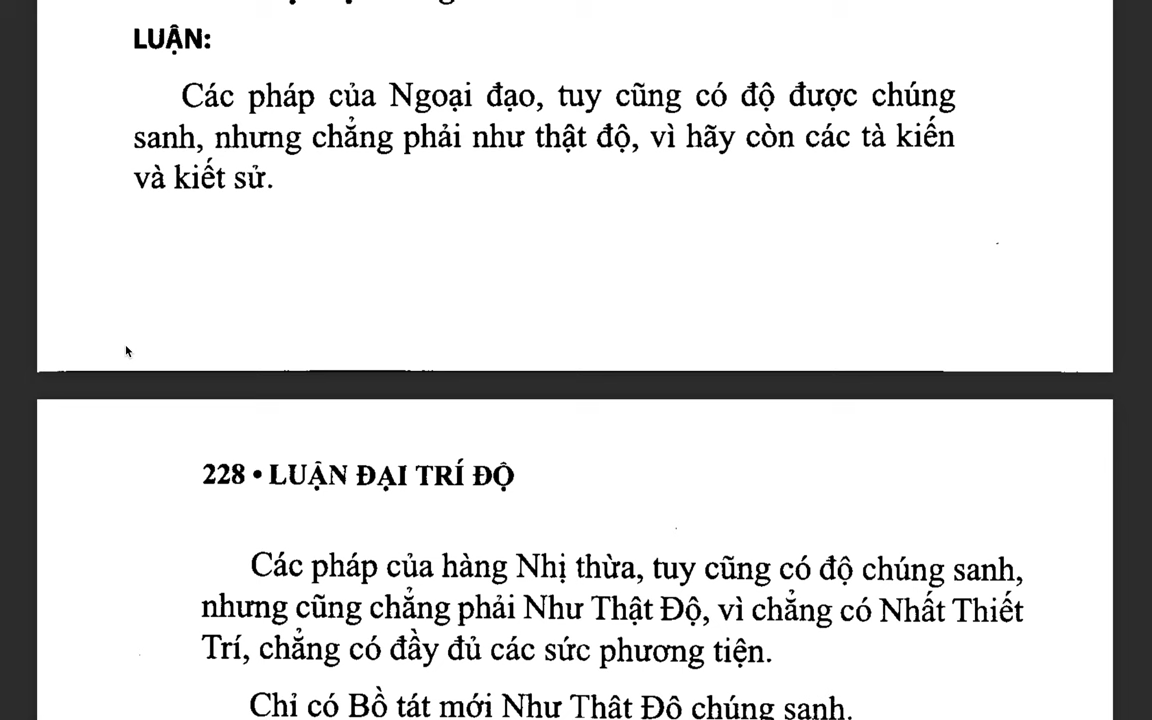 LUẬN:
Các pháp của Ngoại đạo, tuy cũng có độ được chúng
sanh, nhưng chẳng phải như thật độ, vì hãy còn các tà kiến
và kiết sử.
228 • LUẬN ĐẠI TRÍ ĐỘ
Các pháp của hàng Nhị thừa, tuy cũng có độ chúng sanh,
nhưng cũng chẳng phải Như Thật Độ, vì chẳng có Nhất Thiết
Trí, chẳng có đầy đủ các sức phương tiện.
Chỉ có Bồ tát mới Như Thật Độ chúng sanh.